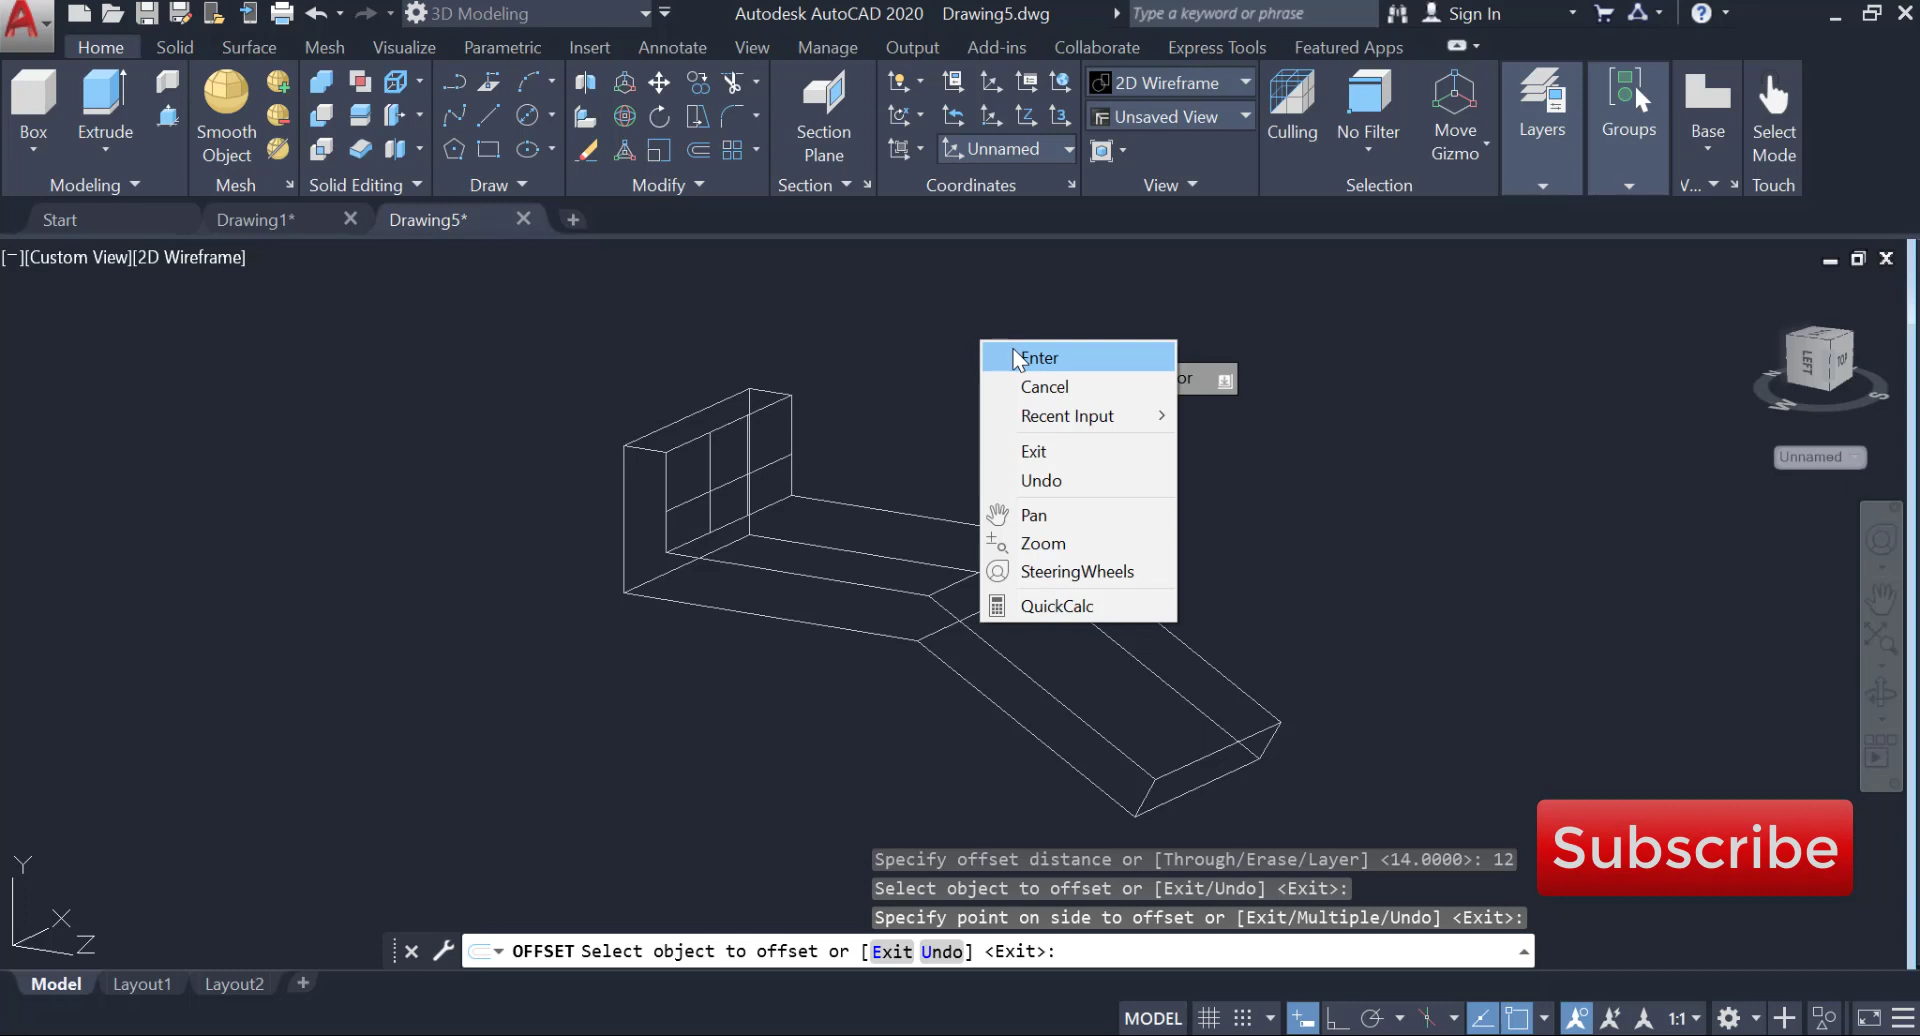 3D Modeling
Autodesk AutoCAD 2020 Drawing5.dwg
Type a keyword or phrase
Sign In
Home Solid Surface Mesh Visualize Parametric Insert Annotate View Manage Output Add-ins Collaborate Express Tools Featured Apps
Box
Extrude
Smooth
Object
Section
Plane
Unnamed
2D Wireframe
Unsaved View
Culling
No Filter
Move
Gizmo
Layers
Groups
Base
Select
Mode
Modeling Mesh Solid Editing Draw Modify Section Coordinates View Selection V... Touch
Start Drawing1* Drawing5*
[−][Custom View][2D Wireframe]
Enter
or
Cancel
Recent Input
Exit
Undo
Pan
Zoom
SteeringWheels
QuickCalc
LEFT
TOP
W
S
Unnamed
Subscribe
Y
X
Z
Specify offset distance or [Through/Erase/Layer] <14.0000>: 12
Select object to offset or [Exit/Undo] <Exit>:
Specify point on side to offset or [Exit/Multiple/Undo] <Exit>:
OFFSET Select object to offset or [Exit Undo] <Exit>:
Model Layout1 Layout2
MODEL
1:1